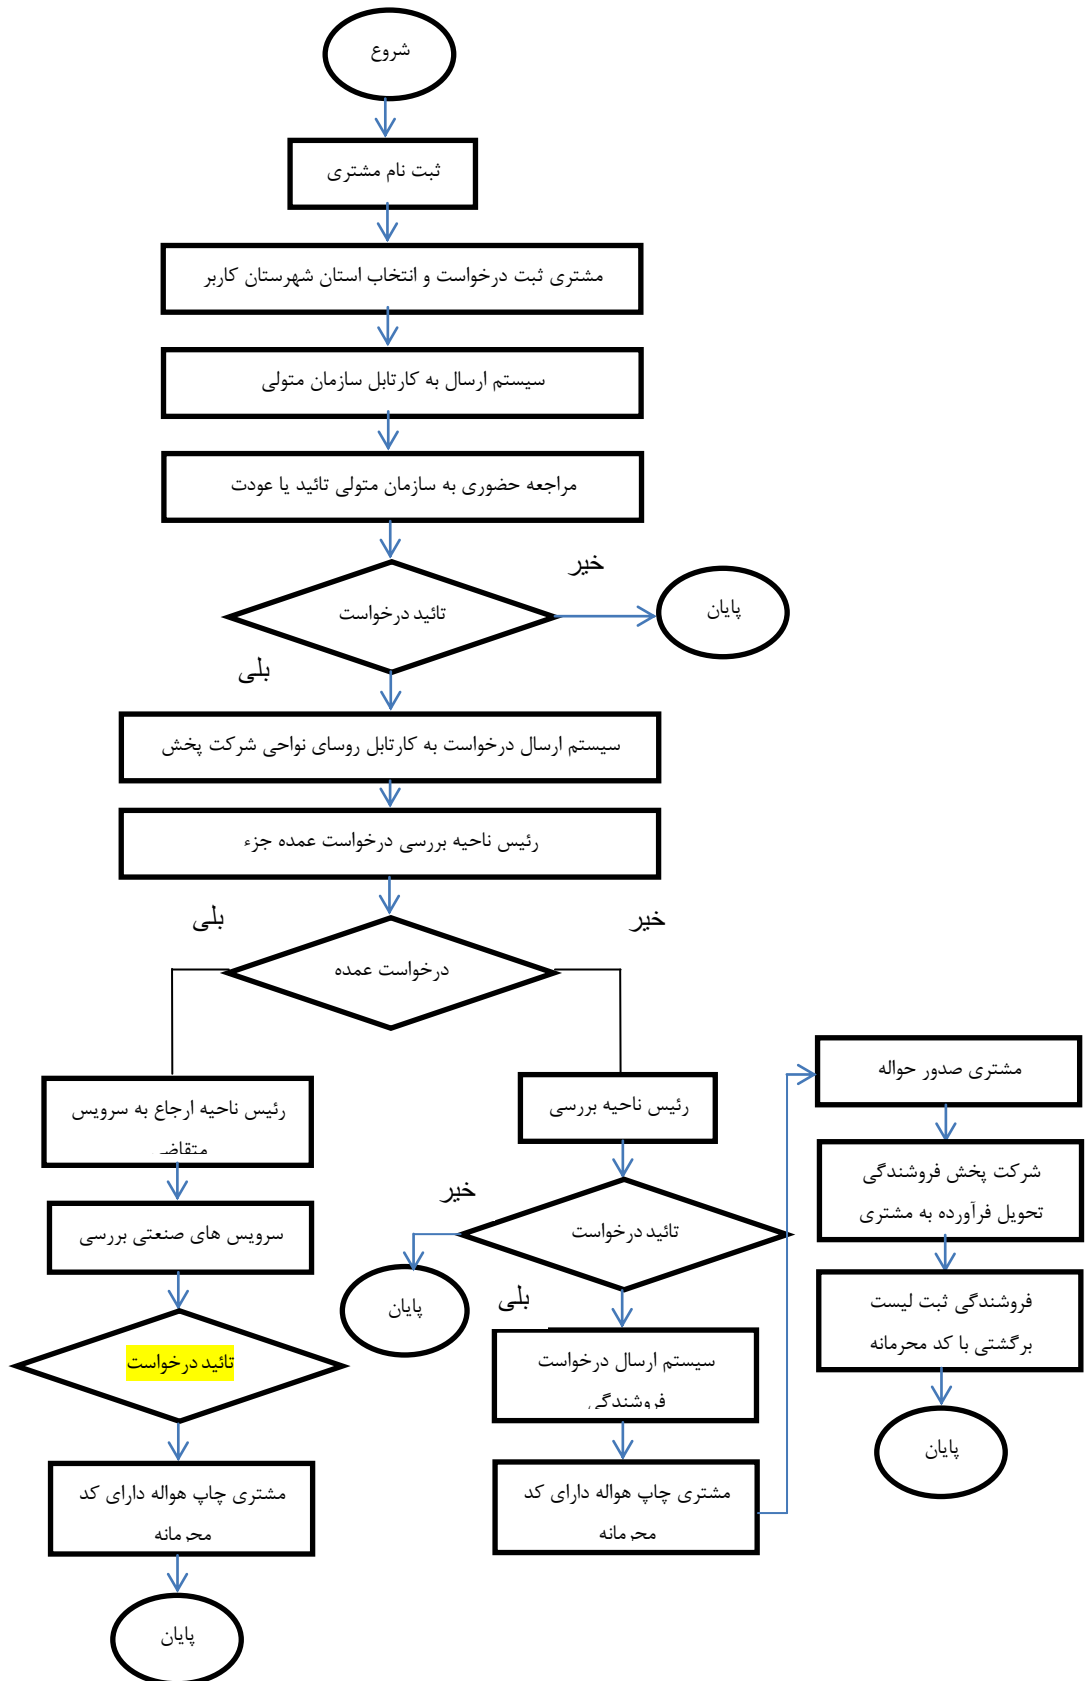 شروع
ثبت نام مشتری
مشتری ثبت درخواست و انتخاب استان شهرستان کاربر
سیستم ارسال به کارتابل سازمان متولی
مراجعه حضوری به سازمان متولی تائید یا عودت
تائید درخواست
خیر
پایان
بلی
سیستم ارسال درخواست به کارتابل روسای نواحی شرکت پخش
رئیس ناحیه بررسی درخواست عمده جزء
درخواست عمده
خیر
بلی
رئیس ناحیه بررسی
تائید درخواست
خیر
پایان
بلی
سیستم ارسال درخواست
فروشندگی
مشتری چاپ هواله دارای کد
محرمانه
مشتری صدور حواله
شرکت پخش فروشندگی
تحویل فرآورده به مشتری
فروشندگی ثبت لیست
برگشتی با کد محرمانه
پایان
رئیس ناحیه ارجاع به سرویس
متقاضی
سرویس های صنعتی بررسی
تائید درخواست
مشتری چاپ هواله دارای کد
محرمانه
پایان